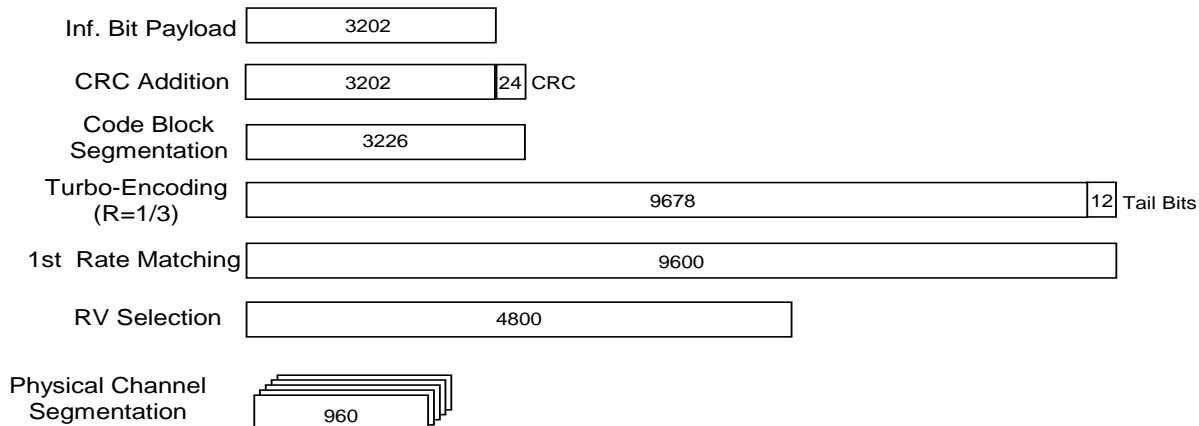 Inf. Bit Payload 3202
CRC Addition 3202 24 CRC
Code Block
Segmentation 3226
Turbo-Encoding
(R=1/3) 9678 12 Tail Bits
1st Rate Matching 9600
RV Selection 4800
Physical Channel
Segmentation 960